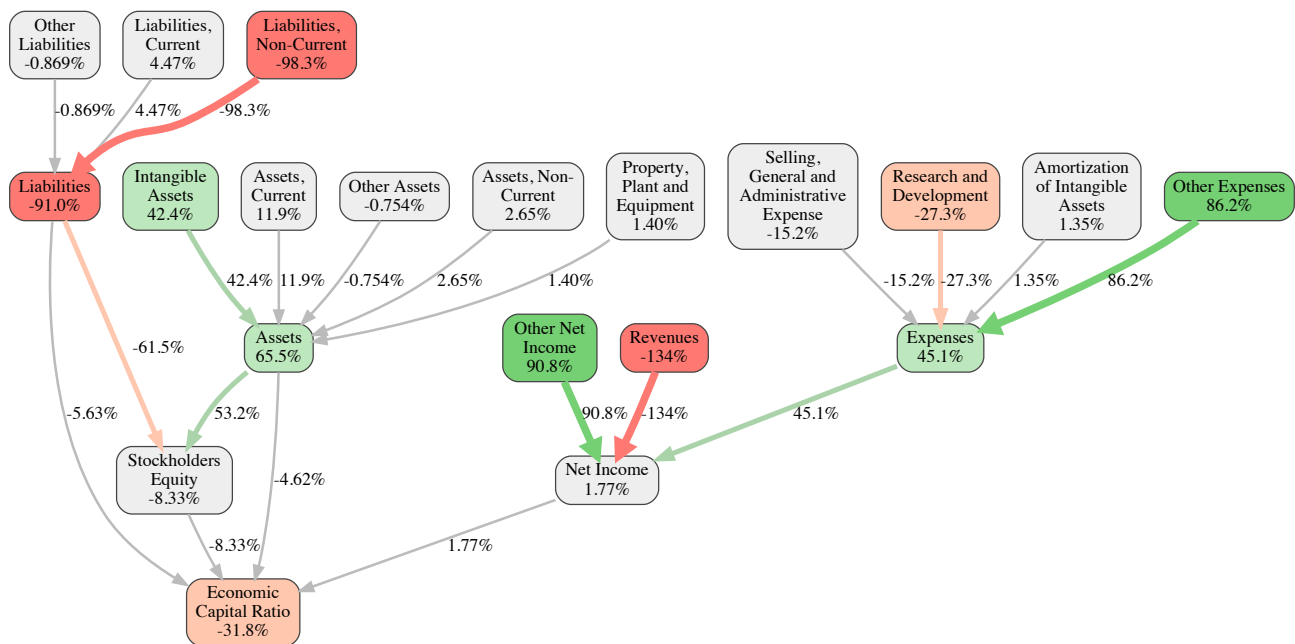 Other
Liabilities
-0.869%
Liabilities,
Current
4.47%
Liabilities,
Non-Current
-98.3%
-0.869%
4.47%
-98.3%
Liabilities
-91.0%
Intangible
Assets
42.4%
Assets,
Current
11.9%
Other Assets
-0.754%
Assets, Non-
Current
2.65%
Property,
Plant and
Equipment
1.40%
Selling,
General and
Administrative
Expense
-15.2%
Research and
Development
-27.3%
Amortization
of Intangible
Assets
1.35%
Other Expenses
86.2%
42.4%
11.9%
-0.754%
2.65%
1.40%
-15.2%
-27.3%
1.35%
86.2%
-61.5%
Assets
65.5%
Other Net
Income
90.8%
Revenues
-134%
Expenses
45.1%
-5.63%
53.2%
90.8%
-134%
45.1%
Stockholders
Equity
-8.33%
-4.62%
Net Income
1.77%
-8.33%
1.77%
Economic
Capital Ratio
-31.8%